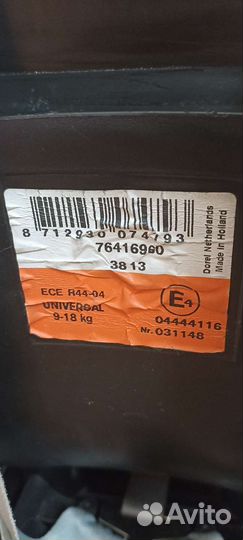 8 712930 074793
76416960
3813
Dorel Netherlands
Made in Holland
ECE R44-04
UNIVERSAL
9-18 kg
E4
04444116
Nr. 031148
Avito